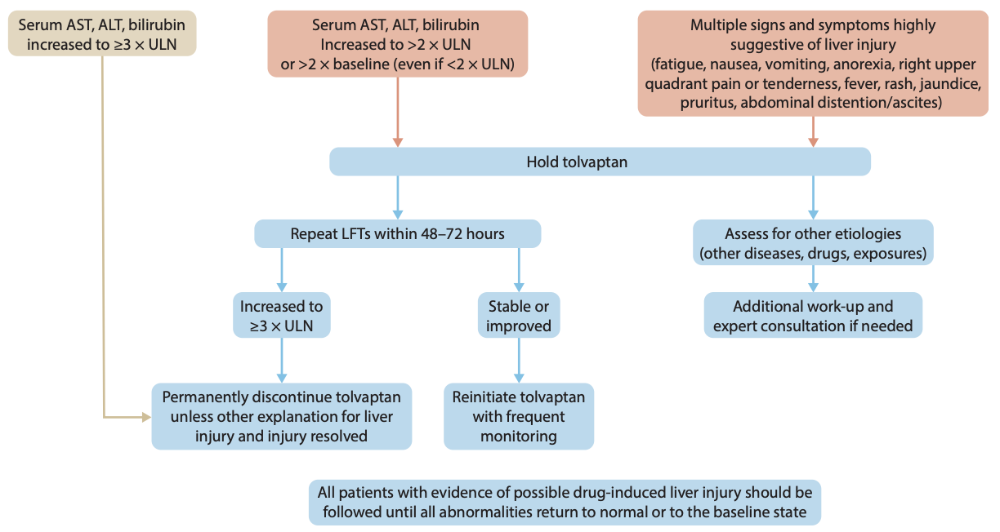 Serum AST, ALT, bilirubin
increased to ≥3 × ULN
Serum AST, ALT, bilirubin
Increased to >2 × ULN
or >2 × baseline (even if <2 × ULN)
Multiple signs and symptoms highly
suggestive of liver injury
(fatigue, nausea, vomiting, anorexia, right upper
quadrant pain or tenderness, fever, rash, jaundice,
pruritus, abdominal distention/ascites)
Hold tolvaptan
Repeat LFTs within 48–72 hours
Assess for other etiologies
(other diseases, drugs, exposures)
Increased to
≥3 × ULN
Stable or
improved
Additional work-up and
expert consultation if needed
Permanently discontinue tolvaptan
unless other explanation for liver
injury and injury resolved
Reinitiate tolvaptan
with frequent
monitoring
All patients with evidence of possible drug-induced liver injury should be
followed until all abnormalities return to normal or to the baseline state